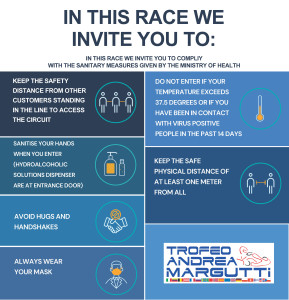 IN THIS RACE WE
INVITE YOU TO:
IN THIS RACE WE INVITE YOU TO COMPLIY
WITH THE SANITARY MEASURES GIVEN BY THE MINISTRY OF HEALTH
KEEP THE SAFETY
DISTANCE FROM OTHER
CUSTOMERS STANDING
IN THE LINE TO ACCESS
THE CIRCUIT
SANITISE YOUR HANDS
WHEN YOU ENTER
(HYDROALCOHOLIC
SOLUTIONS DISPENSER
ARE AT ENTRANCE DOOR)
AVOID HUGS AND
HANDSHAKES
ALWAYS WEAR
YOUR MASK
DO NOT ENTER IF YOUR
TEMPERATURE EXCEEDS
37.5 DEGREES OR IF YOU
HAVE BEEN IN CONTACT
WITH VIRUS POSITIVE
PEOPLE IN THE PAST 14 DAYS
KEEP THE SAFE
PHYSICAL DISTANCE OF
AT LEAST ONE METER
FROM ALL
TROFEO
ANDREA
MARGUTTI